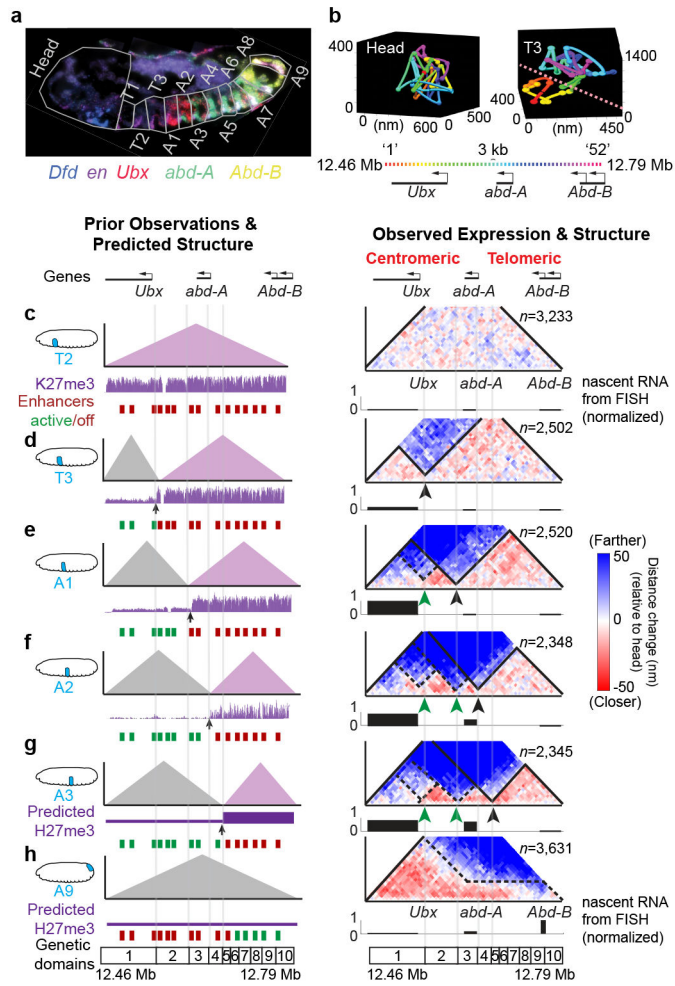 a
Head
T1
T2
T3
A1
A2
A3
A4
A5
A6
A7
A8
A9
Dfd en Ubx abd-A Abd-B
b
400
0
Head
0
(nm)
600
0
500
T3
1400
0
400
0
(nm)
450
‘1’ 3 kb ‘52’
12.46 Mb 12.79 Mb
Ubx abd-A Abd-B
Prior Observations &
Predicted Structure
Genes
Ubx abd-A Abd-B
Observed Expression & Structure
Centromeric Telomeric
Ubx abd-A Abd-B
c
T2
K27me3
Enhancers
active/off
n=3,233
Ubx abd-A Abd-B
1
0
nascent RNA
from FISH
(normalized)
d
T3
n=2,502
1
0
e
A1
n=2,520
1
0
(Farther)
50
0
-50
(Closer)
Distance change (nm)
(relative to head)
f
A2
n=2,348
1
0
g
A3
Predicted
H27me3
n=2,345
1
0
h
A9
Predicted
H27me3
n=3,631
Ubx abd-A Abd-B
1
0
nascent RNA
from FISH
(normalized)
Genetic
domains
1 2 3 4 5 6 7 8 9 10
12.46 Mb 12.79 Mb
1 2 3 4 5 6 7 8 9 10
12.46 Mb 12.79 Mb